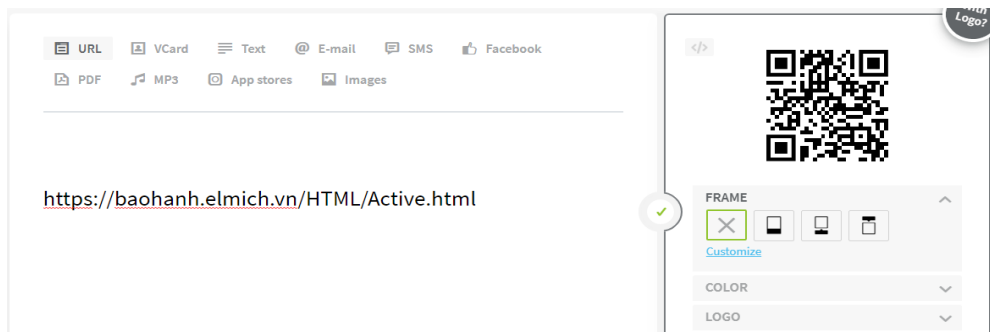 URL VCard Text @ E-mail SMS Facebook
PDF MP3 App stores Images
https://baohanh.elmich.vn/HTML/Active.html
Logo?
</>
FRAME
Customize
COLOR
LOGO